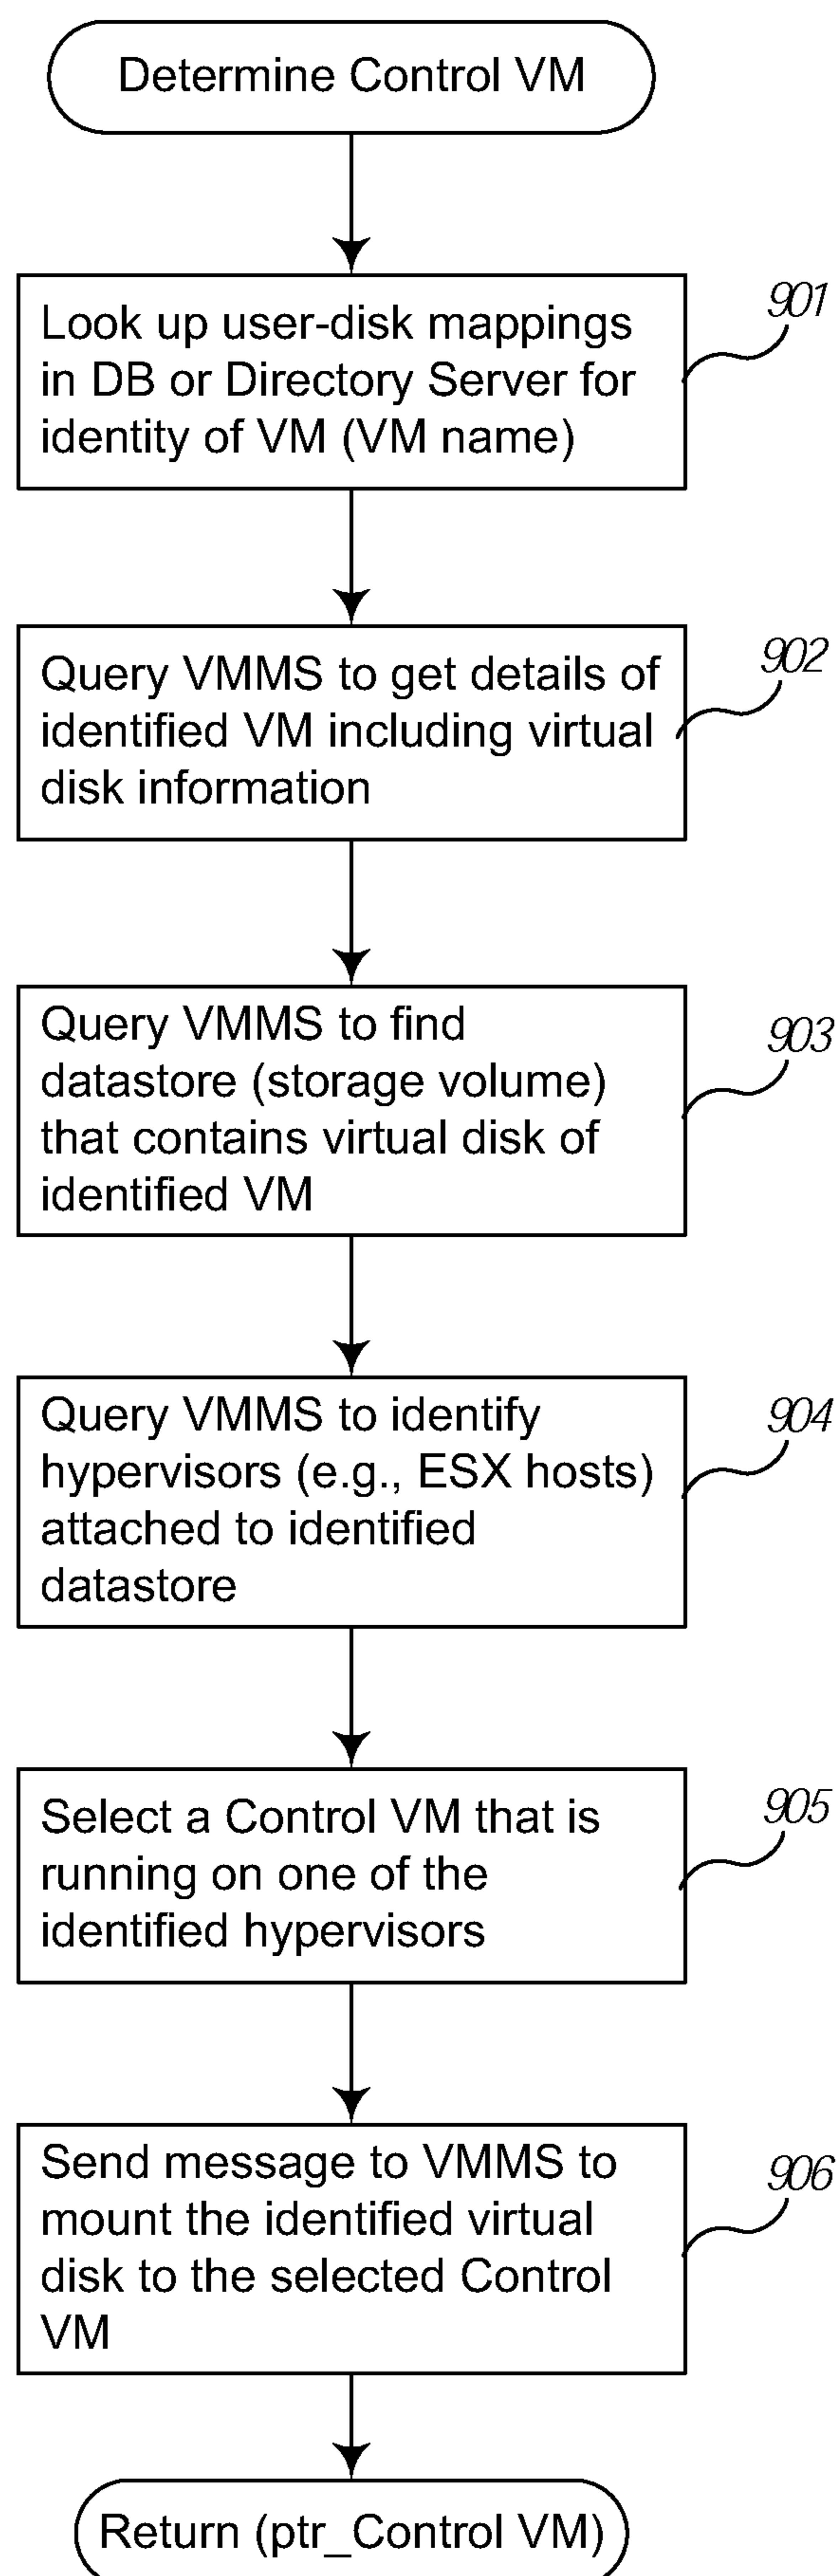 Determine Control VM
901
Look up user-disk mappings
in DB or Directory Server for
identity of VM (VM name)
902
Query VMMS to get details of
identified VM including virtual
disk information
903
Query VMMS to find
datastore (storage volume)
that contains virtual disk of
identified VM
904
Query VMMS to identify
hypervisors (e.g., ESX hosts)
attached to identified
datastore
905
Select a Control VM that is
running on one of the
identified hypervisors
906
Send message to VMMS to
mount the identified virtual
disk to the selected Control
VM
Return (ptr_Control VM)